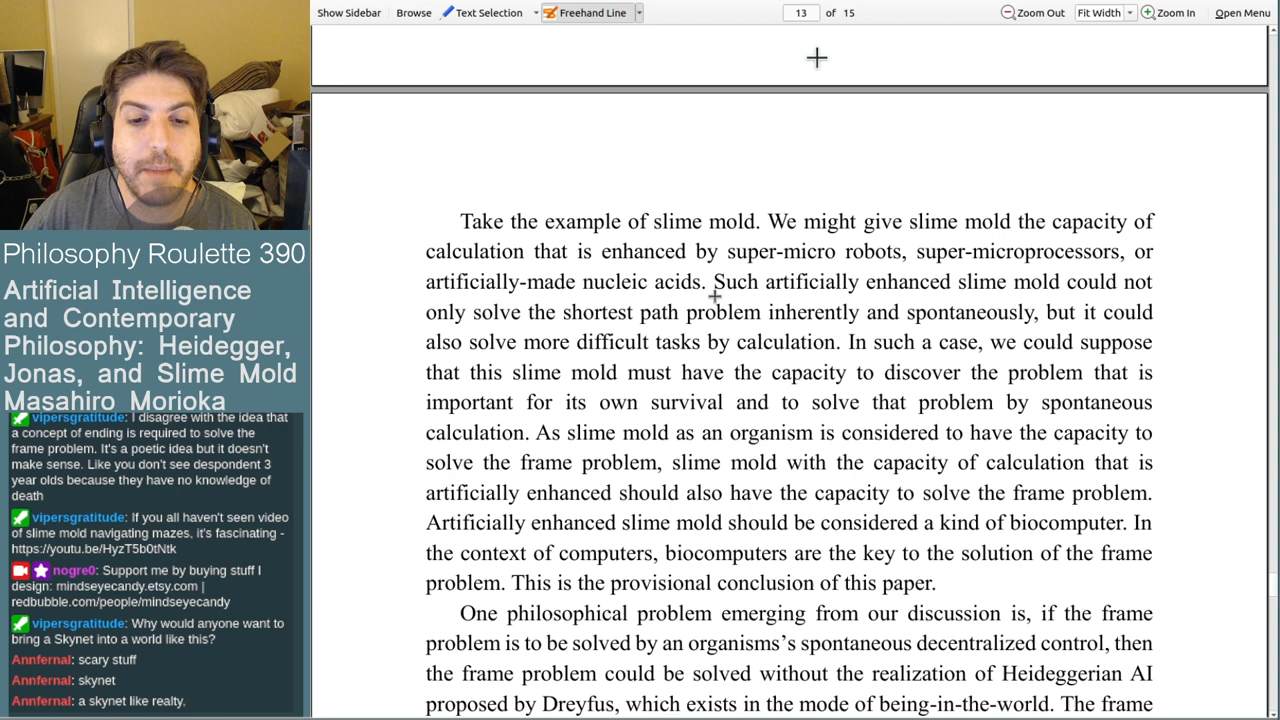 Show Sidebar Browse Text Selection Freehand Line 13 of 15 Zoom Out Fit Width Zoom In Open Menu
Philosophy Roulette 390
Artificial Intelligence
and Contemporary
Philosophy: Heidegger,
Jonas, and Slime Mold
Masahiro Morioka
vipersgratitude: I disagree with the idea that
a concept of ending is required to solve the
frame problem. It's a poetic idea but it doesn't
make sense. Like you don't see despondent 3
year olds because they have no knowledge of
death
vipersgratitude: If you all haven't seen video
of slime mold navigating mazes, it's fascinating -
https://youtu.be/HyzT5b0tNtk
nogre0: Support me by buying stuff I
design: mindseyecandy.etsy.com |
redbubble.com/people/mindseyecandy
vipersgratitude: Why would anyone want to
bring a Skynet into a world like this?
Annfernal: scary stuff
Annfernal: skynet
Annfernal: a skynet like realty,
Take the example of slime mold. We might give slime mold the capacity of
calculation that is enhanced by super-micro robots, super-microprocessors, or
artificially-made nucleic acids. Such artificially enhanced slime mold could not
only solve the shortest path problem inherently and spontaneously, but it could
also solve more difficult tasks by calculation. In such a case, we could suppose
that this slime mold must have the capacity to discover the problem that is
important for its own survival and to solve that problem by spontaneous
calculation. As slime mold as an organism is considered to have the capacity to
solve the frame problem, slime mold with the capacity of calculation that is
artificially enhanced should also have the capacity to solve the frame problem.
Artificially enhanced slime mold should be considered a kind of biocomputer. In
the context of computers, biocomputers are the key to the solution of the frame
problem. This is the provisional conclusion of this paper.
One philosophical problem emerging from our discussion is, if the frame
problem is to be solved by an organisms's spontaneous decentralized control, then
the frame problem could be solved without the realization of Heideggerian AI
proposed by Dreyfus, which exists in the mode of being-in-the-world. The frame